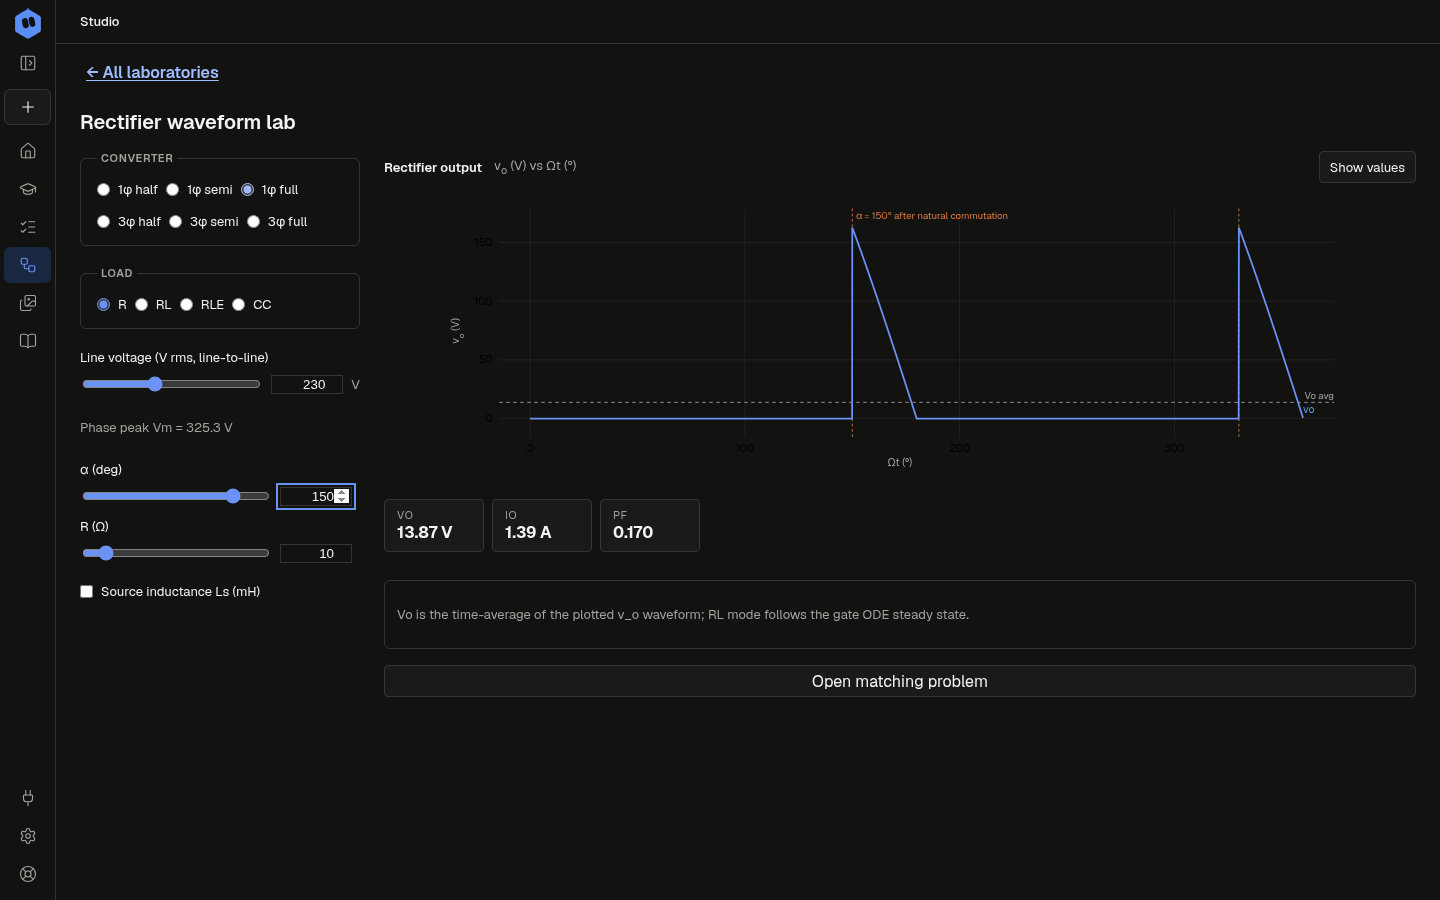 Studio
← All laboratories
Rectifier waveform lab
CONVERTER
1φ half 1φ semi 1φ full
3φ half 3φ semi 3φ full
LOAD
R RL RLE CC
Line voltage (V rms, line-to-line)
230 V
Phase peak Vm = 325.3 V
α (deg)
150
R (Ω)
10
Source inductance Ls (mH)
Rectifier output vₒ (V) vs Ωt (°)
Show values
α = 150° after natural commutation
150
100
50
0
vₒ (V)
Vo avg
vo
0 100 200 300
Ωt (°)
VO
13.87 V
IO
1.39 A
PF
0.170
Vo is the time-average of the plotted v_o waveform; RL mode follows the gate ODE steady state.
Open matching problem